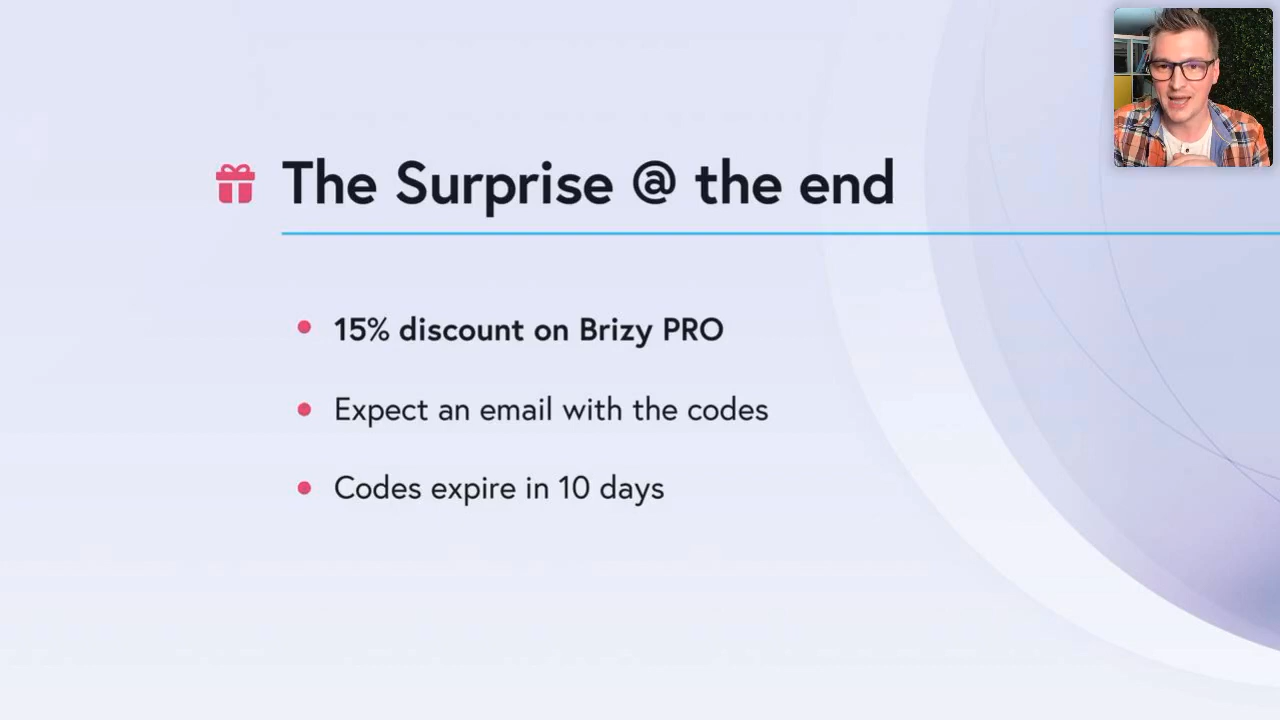 The Surprise @ the end
15% discount on Brizy PRO
Expect an email with the codes
Codes expire in 10 days